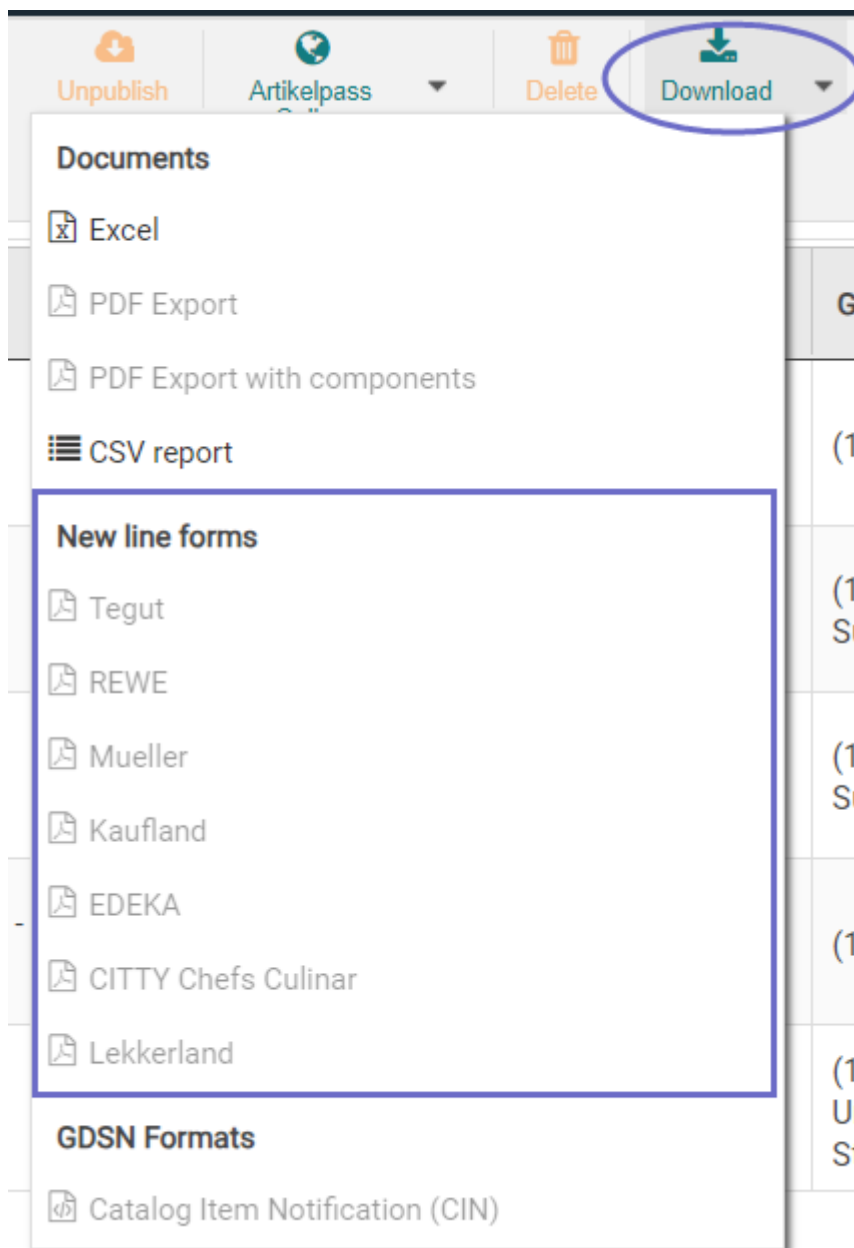 Unpublish
Artikelpass
Delete
Download
Documents
Excel
PDF Export
PDF Export with components
CSV report
New line forms
Tegut
REWE
Mueller
Kaufland
EDEKA
CITTY Chefs Culinar
Lekkerland
GDSN Formats
Catalog Item Notification (CIN)